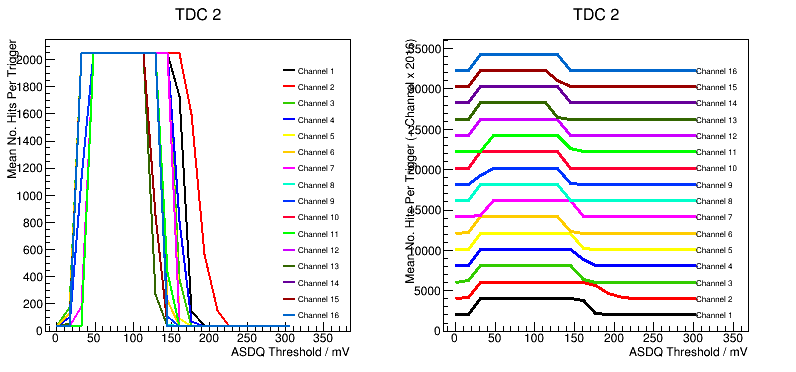 TDC 2
Mean No. Hits Per Trigger
2000
1800
1600
1400
1200
1000
800
600
400
200
0
0 50 100 150 200 250 300 350
ASDQ Threshold / mV
Channel 1
Channel 2
Channel 3
Channel 4
Channel 5
Channel 6
Channel 7
Channel 8
Channel 9
Channel 10
Channel 11
Channel 12
Channel 13
Channel 14
Channel 15
Channel 16
TDC 2
35000
30000
25000
20000
15000
10000
5000
0
0 50 100 150 200 250 300 350
ASDQ Threshold / mV
Channel 16
Channel 15
Channel 14
Channel 13
Channel 12
Channel 11
Channel 10
Channel 9
Channel 8
Channel 7
Channel 6
Channel 5
Channel 4
Channel 3
Channel 2
Channel 1
Mean No. Hits Per Trigger (+ Channel x